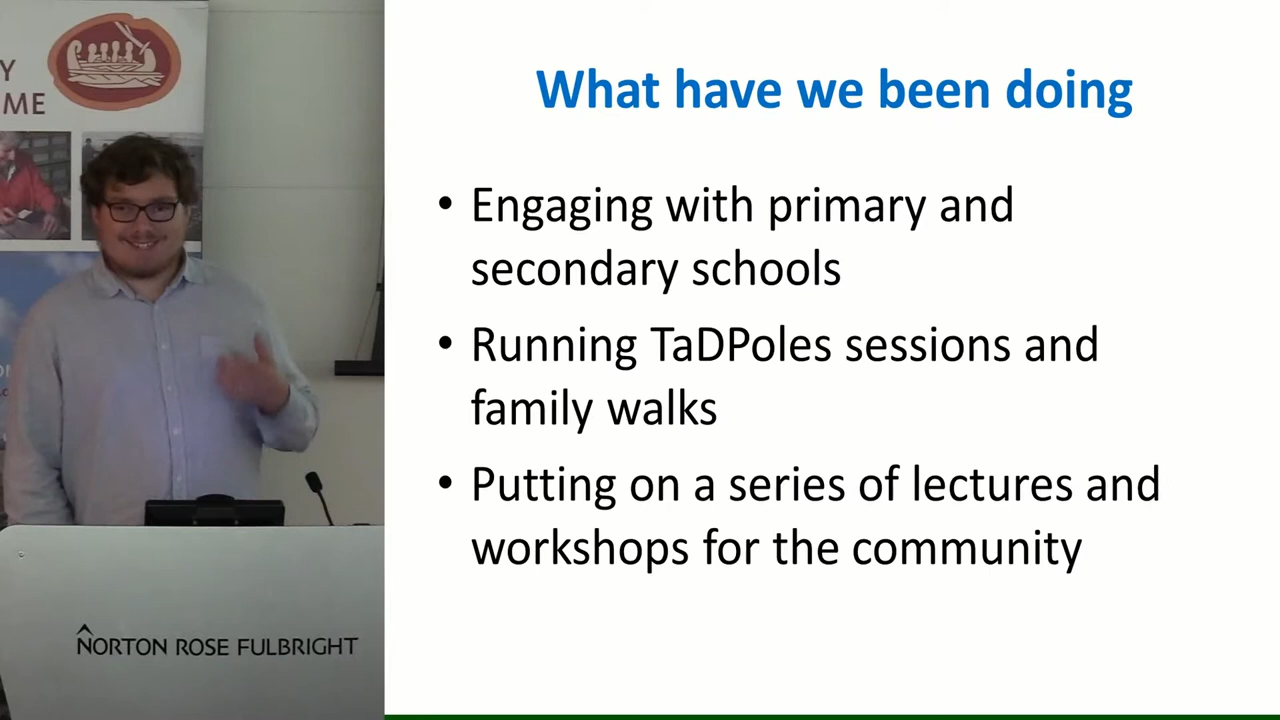 Y
ME
What have we been doing
• Engaging with primary and
secondary schools
• Running TaDPoles sessions and
family walks
• Putting on a series of lectures and
workshops for the community
NORTON ROSE FULBRIGHT